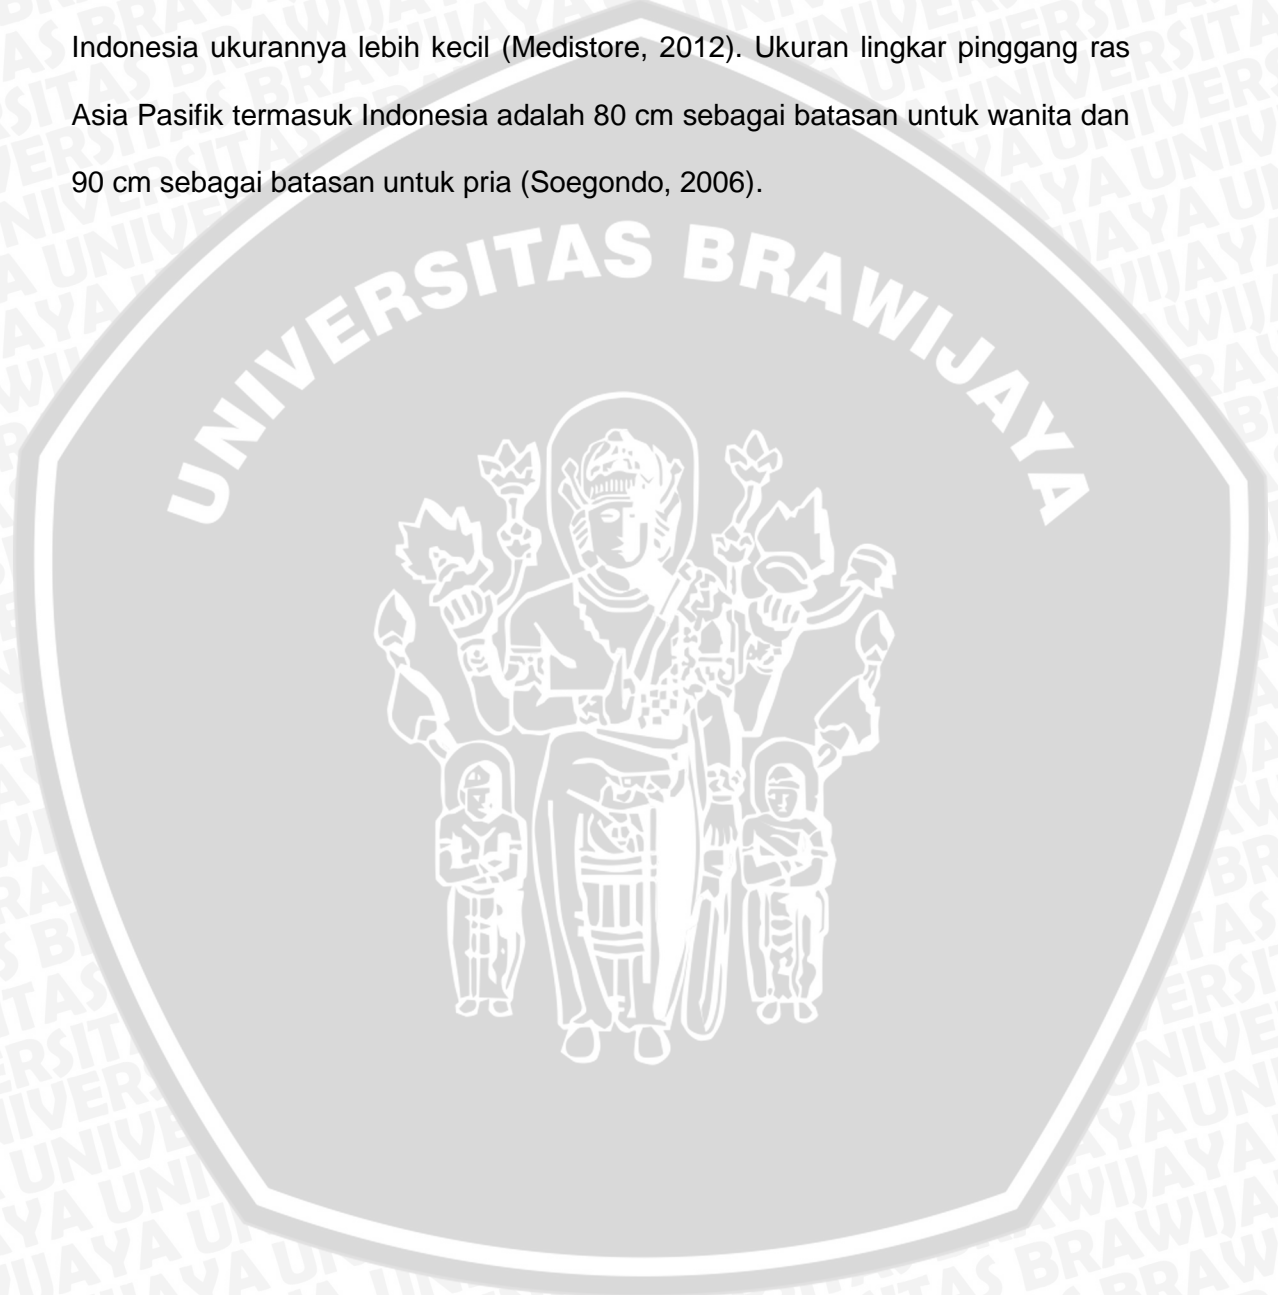 Indonesia ukurannya lebih kecil (Medistore, 2012). Ukuran lingkar pinggang ras
Asia Pasifik termasuk Indonesia adalah 80 cm sebagai batasan untuk wanita dan
90 cm sebagai batasan untuk pria (Soegondo, 2006).
UNIVERSITAS BRAWIJAYA